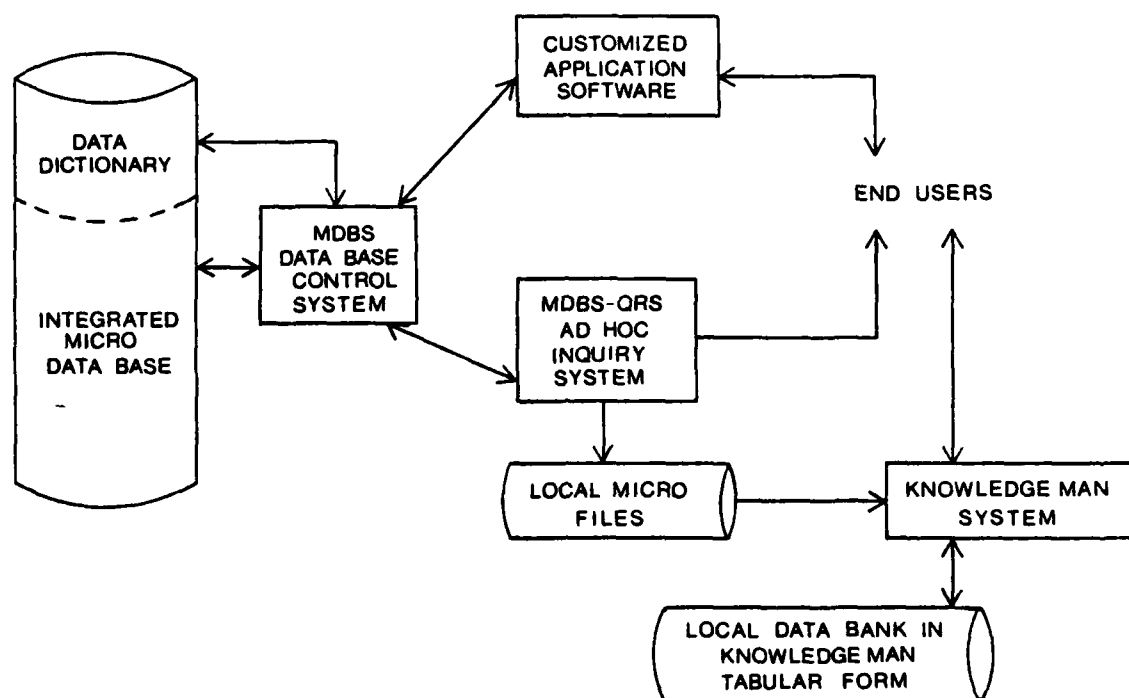 DATA
DICTIONARY
INTEGRATED
MICRO
DATA BASE
MDBS
DATA BASE
CONTROL
SYSTEM
CUSTOMIZED
APPLICATION
SOFTWARE
END USERS
MDBS-QRS
AD HOC
INQUIRY
SYSTEM
LOCAL MICRO
FILES
KNOWLEDGE MAN
SYSTEM
LOCAL DATA BANK IN
KNOWLEDGE MAN
TABULAR FORM